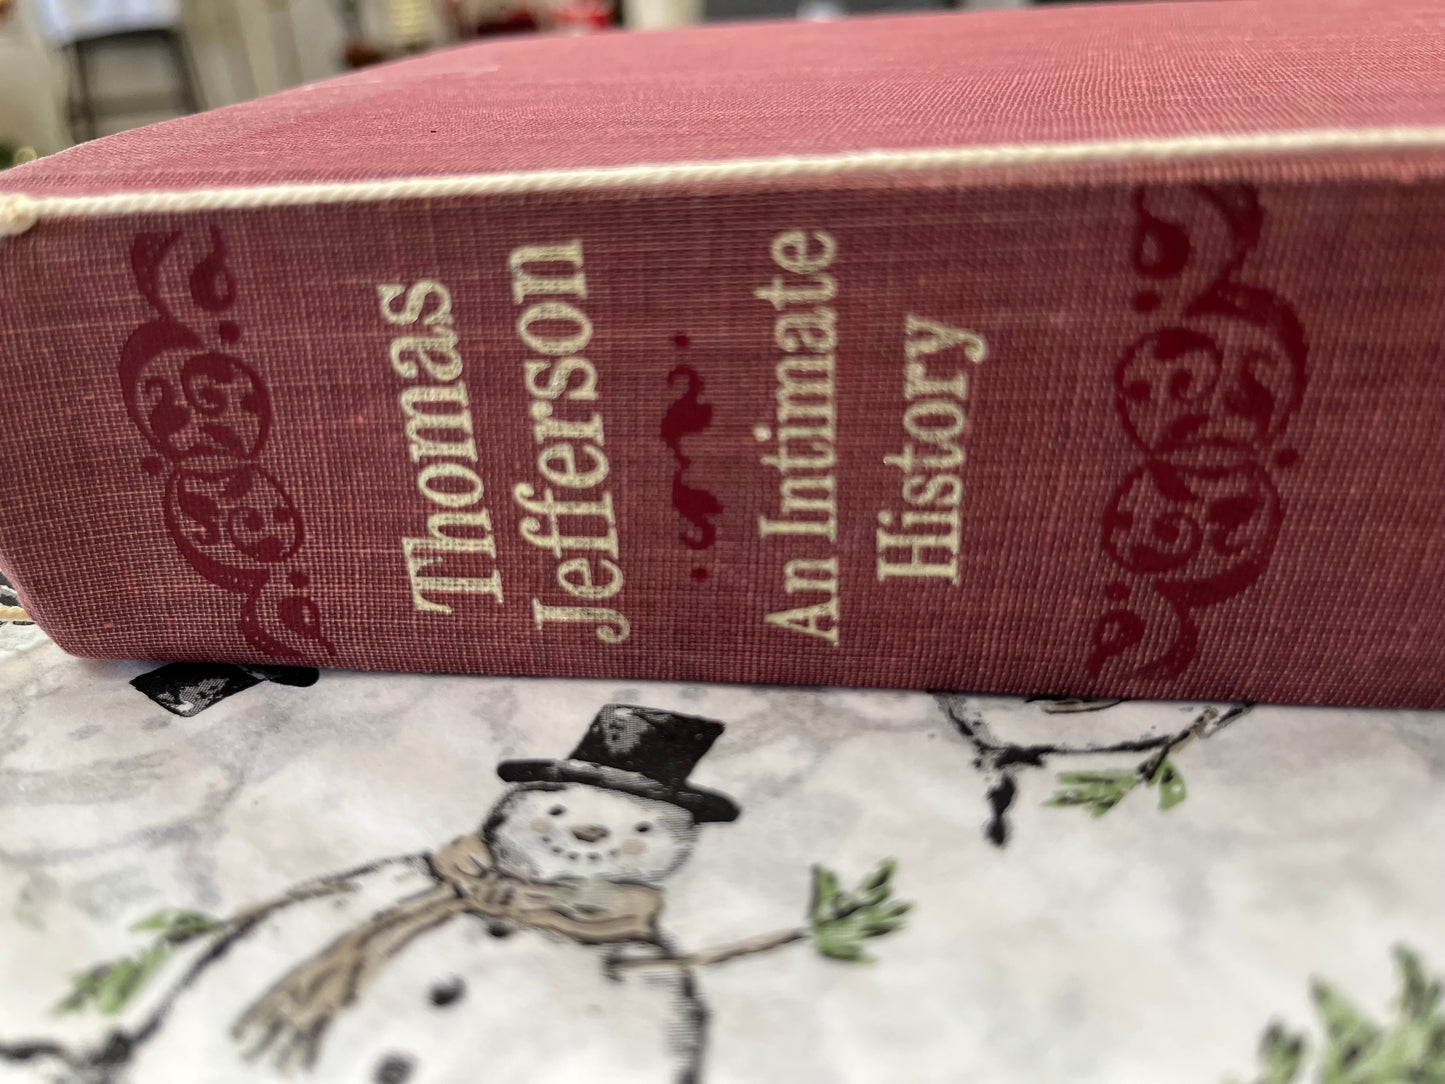 Thomas
Jefferson
An Intimate
History